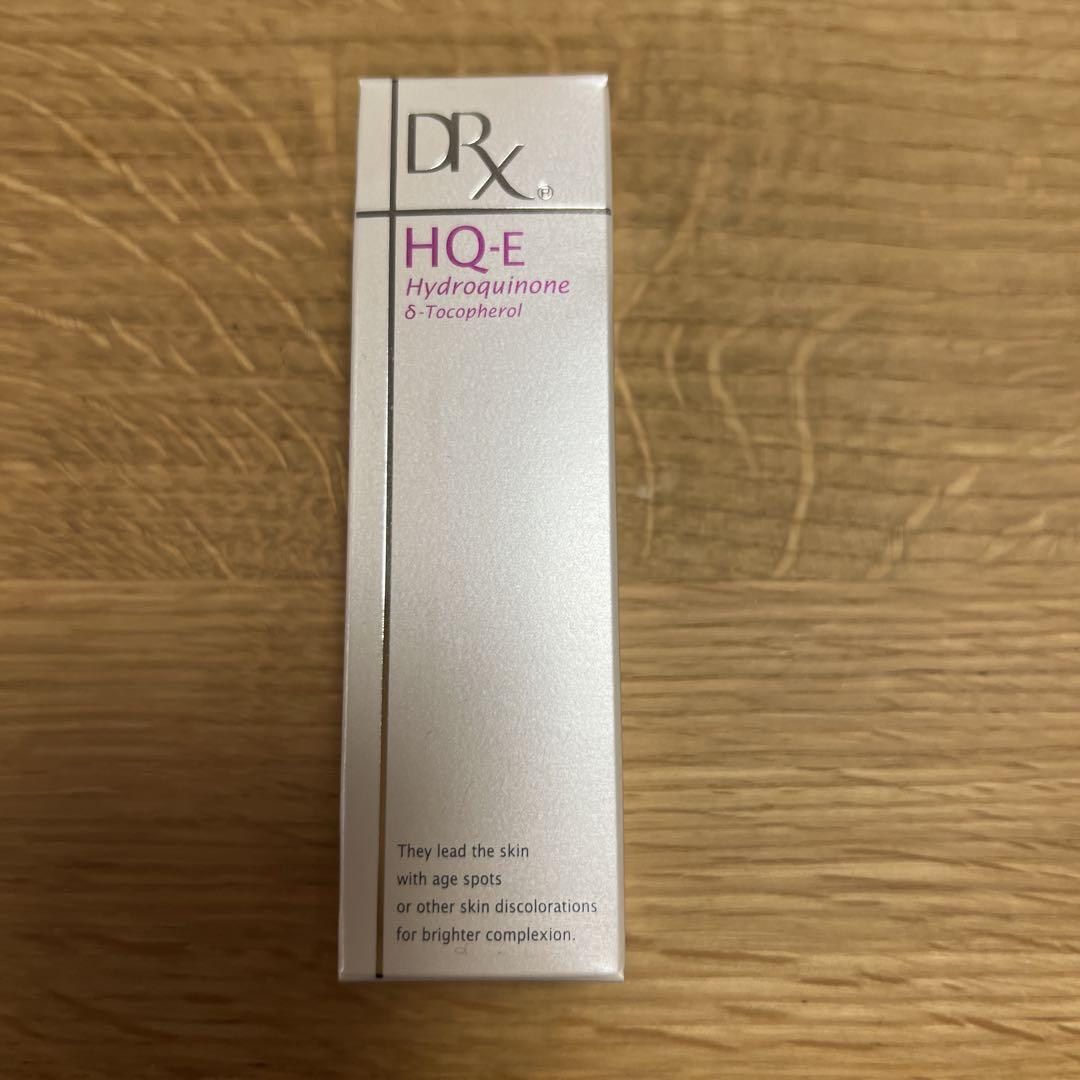 DRX®
HQ-E
Hydroquinone
δ-Tocopherol
They lead the skin
with age spots
or other skin discolorations
for brighter complexion.